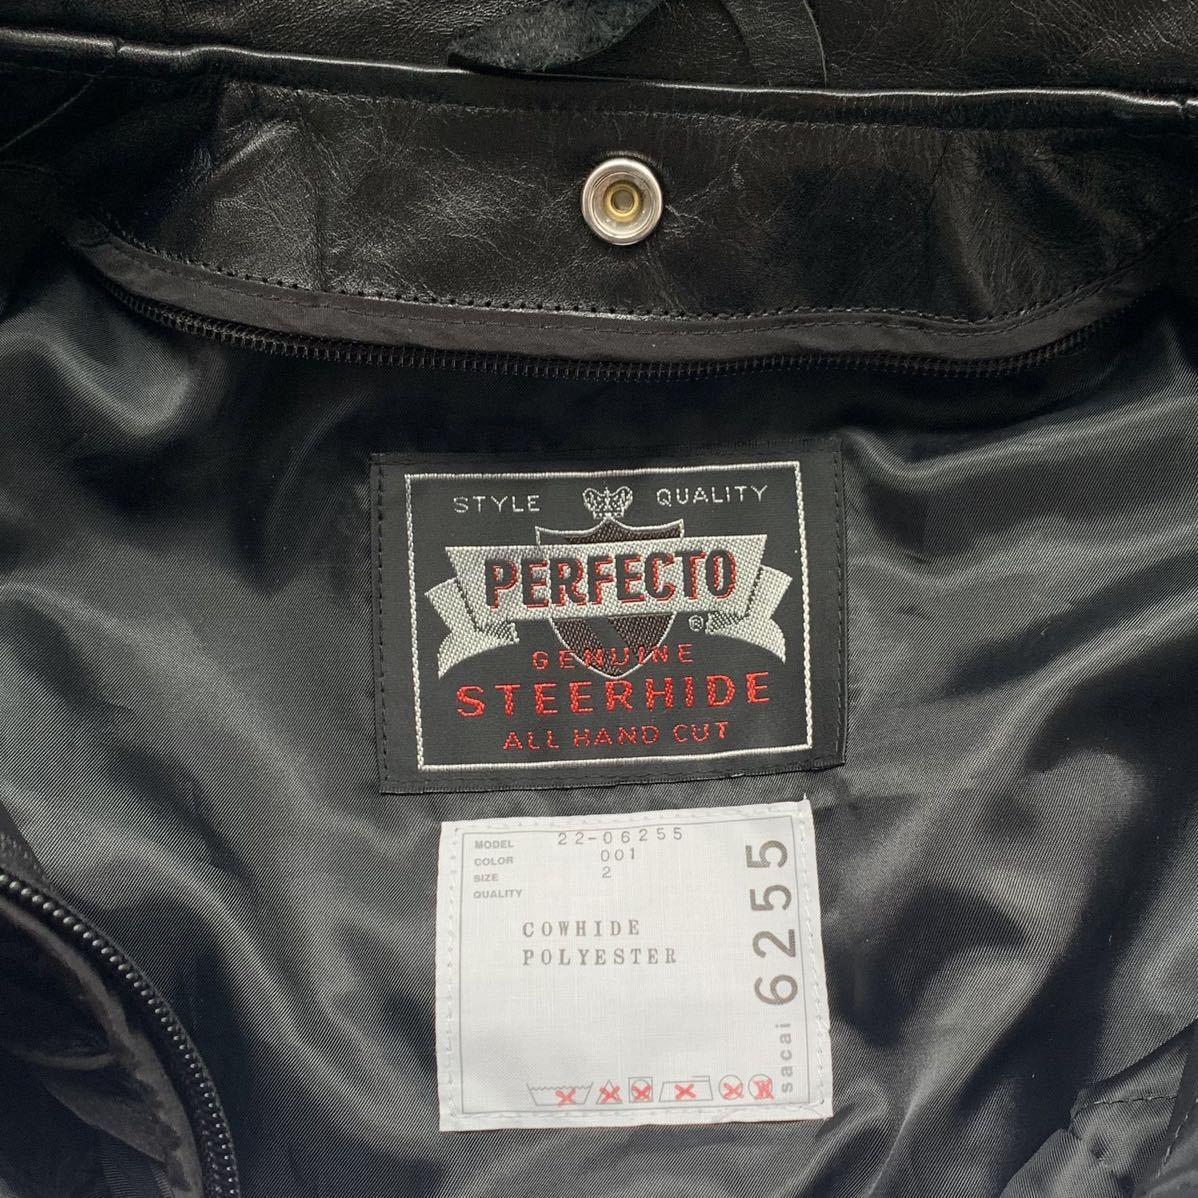 STYLE QUALITY
PERFECTO
®
GENUINE
STEERHIDE
ALL HAND CUT
MODEL 22-06255
COLOR 001
SIZE 2
QUALITY
COWHIDE
POLYESTER
sacai 6255